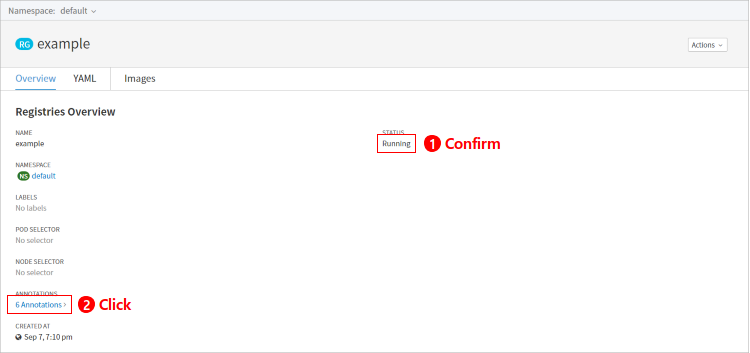 Namespace: default
RG example
Actions
Overview YAML Images
Registries Overview
NAME
example
STATUS
Running
1 Confirm
NAMESPACE
NS default
LABELS
No labels
POD SELECTOR
No selector
NODE SELECTOR
No selector
ANNOTATIONS
6 Annotations
2 Click
CREATED AT
Sep 7, 7:10 pm